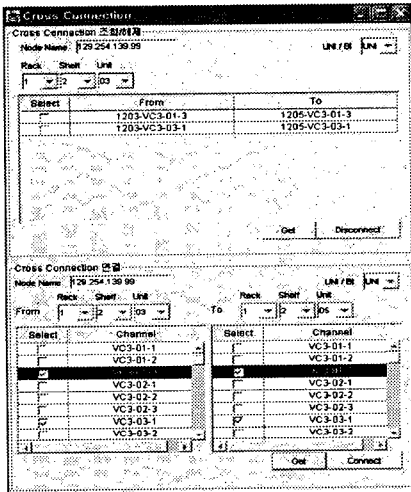 Cross Connection
Cross Connection 조회/해제
Node Name 129.254.139.99 UNI / BI UNI
Rack Shelf Unit
1 2 03
Select From To
1203-VC3-01-3 1205-VC3-01-3
1203-VC3-03-1 1205-VC3-03-1
Get Disconnect
Cross Connection 연결
Node Name 129.254.139.99 UNI / BI UNI
Rack Shelf Unit Rack Shelf Unit
From 1 2 03 To 1 2 05
Select Channel Select Channel
VC3-01-1 VC3-01-1
VC3-01-2 VC3-01-2
VC3-02-1 VC3-02-1
VC3-02-2 VC3-02-2
VC3-02-3 VC3-02-3
VC3-03-1 VC3-03-1
VC3-03-2 VC3-03-2
Get Connect